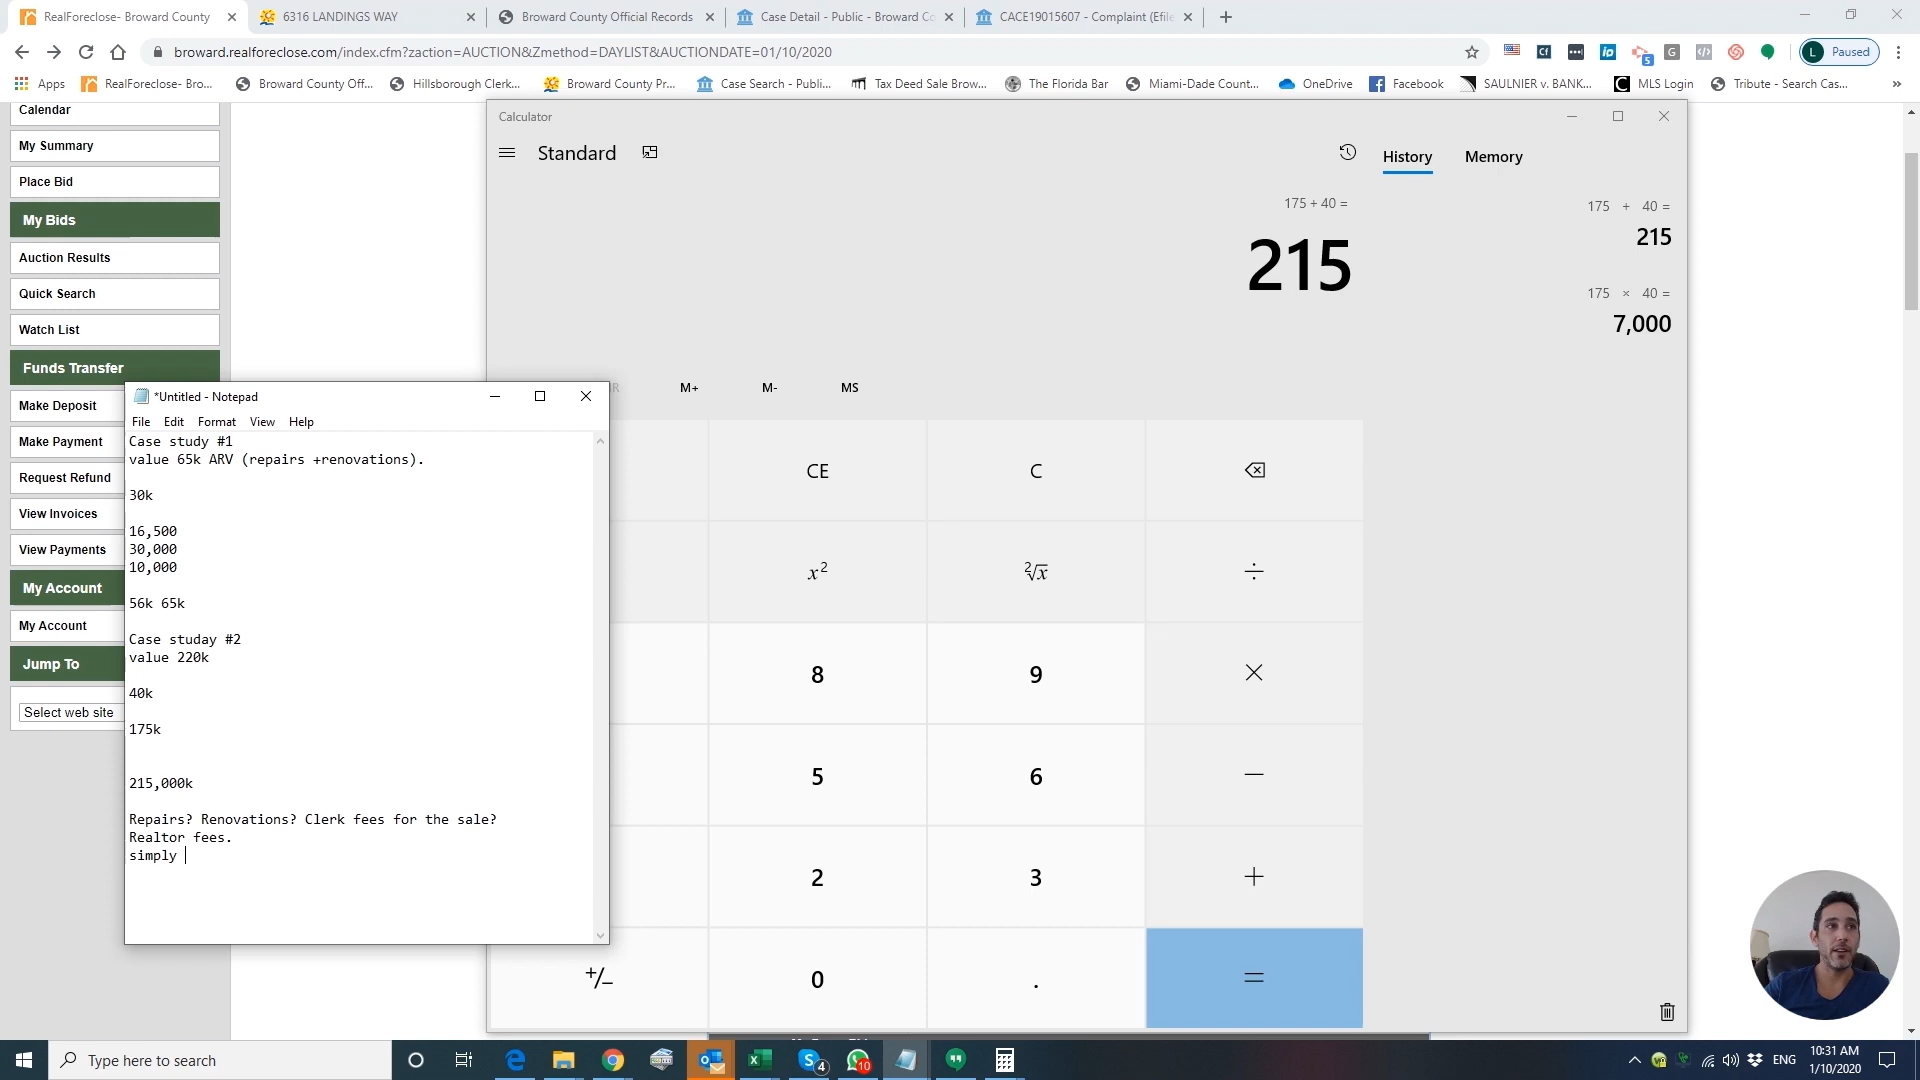 RealForeclose- Broward County
6316 LANDINGS WAY
Broward County Official Records
Case Detail - Public - Broward Co
CACE19015607 - Complaint (Efile
broward.realforeclose.com/index.cfm?zaction=AUCTION&Zmethod=DAYLIST&AUCTIONDATE=01/10/2020
Cf
io
5
G
L
Paused
Apps
RealForeclose- Bro...
Broward County Off...
Hillsborough Clerk...
Broward County Pr...
Case Search - Publi...
Tax Deed Sale Brow...
The Florida Bar
Miami-Dade Count...
OneDrive
Facebook
SAULNIER v. BANK...
MLS Login
Tribute - Search Cas...
Calendar
My Summary
Place Bid
My Bids
Auction Results
Quick Search
Watch List
Funds Transfer
Make Deposit
Make Payment
Request Refund
View Invoices
View Payments
My Account
My Account
Jump To
Select web site
Calculator
Standard
History
Memory
175 + 40 =
215
175 + 40 =
215
175 × 40 =
7,000
R
M+
M-
MS
CE
C
x²
²√x
÷
8
9
×
5
6
−
2
3
+
+/−
0
.
=
*Untitled - Notepad
File Edit Format View Help
Case study #1
value 65k ARV (repairs +renovations).
30k
16,500
30,000
10,000
56k 65k
Case studay #2
value 220k
40k
175k
215,000k
Repairs? Renovations? Clerk fees for the sale?
Realtor fees.
simply
Type here to search
4
10
ENG
10:31 AM
1/10/2020